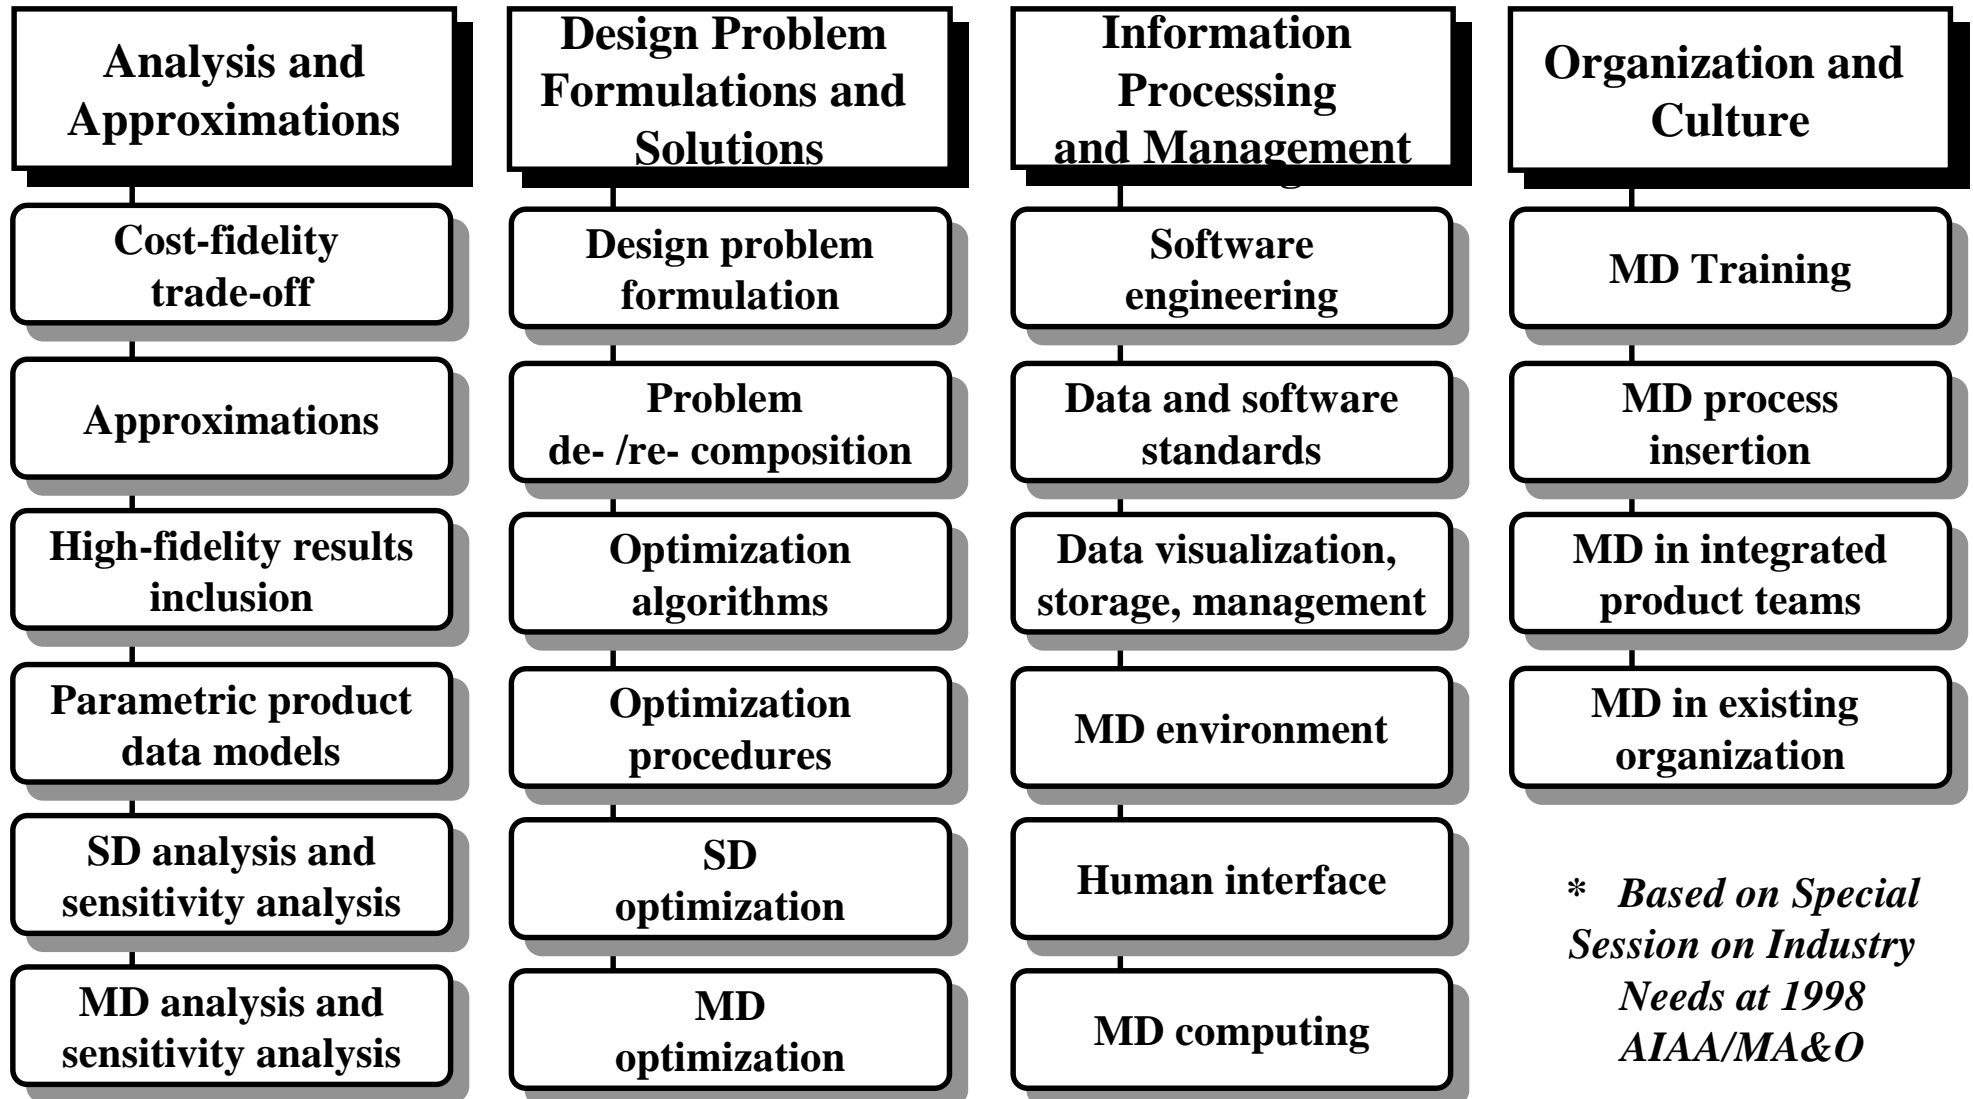 Analysis and
Approximations
Cost-fidelity
trade-off
Approximations
High-fidelity results
inclusion
Parametric product
data models
SD analysis and
sensitivity analysis
MD analysis and
sensitivity analysis
Design Problem
Formulations and
Solutions
Design problem
formulation
Problem
de- /re- composition
Optimization
algorithms
Optimization
procedures
SD
optimization
MD
optimization
Information
Processing
and Management
Software
engineering
Data and software
standards
Data visualization,
storage, management
MD environment
Human interface
MD computing
Organization and
Culture
MD Training
MD process
insertion
MD in integrated
product teams
MD in existing
organization
* Based on Special
Session on Industry
Needs at 1998
AIAA/MA&O